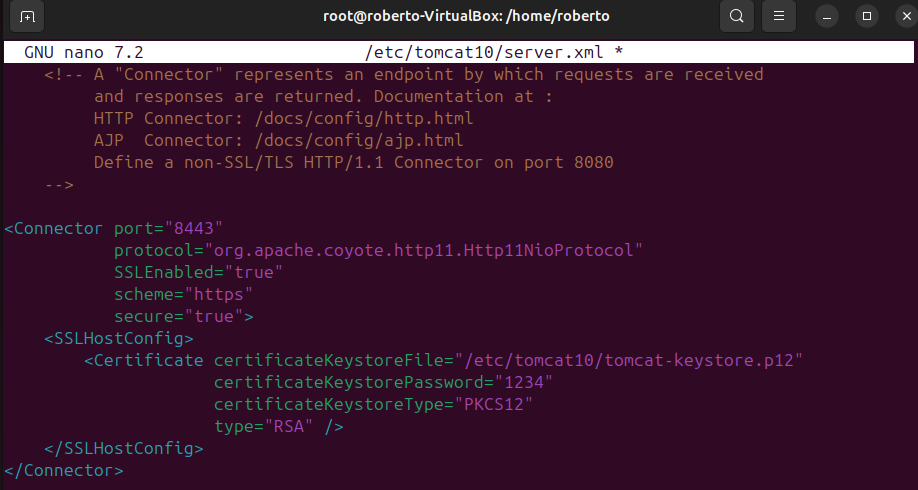 root@roberto-VirtualBox: /home/roberto
GNU nano 7.2 /etc/tomcat10/server.xml *
<!-- A "Connector" represents an endpoint by which requests are received
and responses are returned. Documentation at :
HTTP Connector: /docs/config/http.html
AJP  Connector: /docs/config/ajp.html
Define a non-SSL/TLS HTTP/1.1 Connector on port 8080
-->
<Connector port="8443"
protocol="org.apache.coyote.http11.Http11NioProtocol"
SSLEnabled="true"
scheme="https"
secure="true">
<SSLHostConfig>
<Certificate certificateKeystoreFile="/etc/tomcat10/tomcat-keystore.p12"
certificateKeystorePassword="1234"
certificateKeystoreType="PKCS12"
type="RSA" />
</SSLHostConfig>
</Connector>